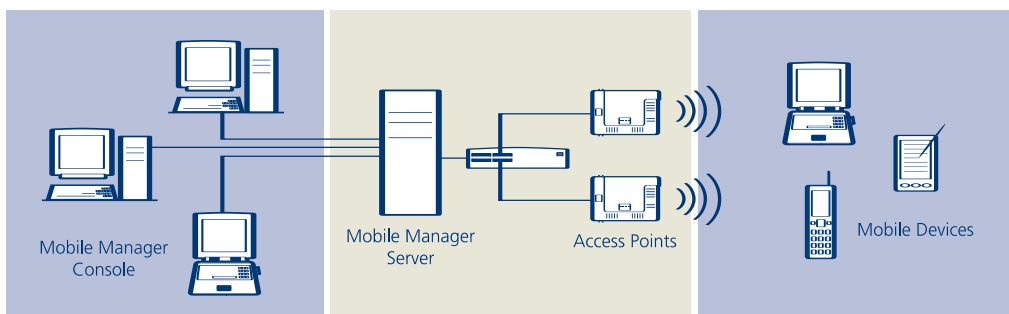 Mobile Manager
Console
Mobile Manager
Server
Access Points
Mobile Devices